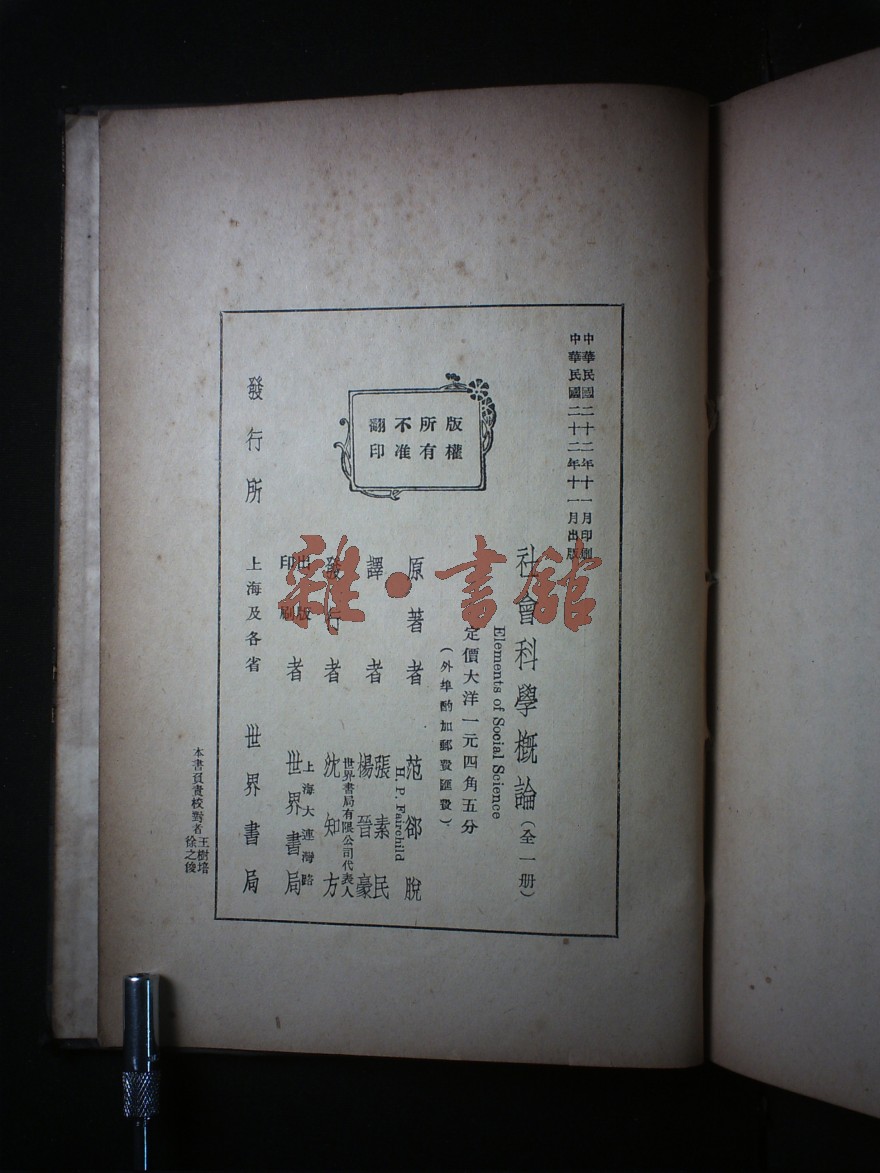 中華民國二十二年十一月印刷
中華民國二十二年十一月出版
社會科學概論（全一册）
Elements of Social Science
定價大洋一元四角五分
（外埠酌加郵費匯費）
版權
所有
不准
翻印
原著者 范郤脫
H. P. Fairchild
譯者 張素民
楊晉豪
發行者 世界書局有限公司代表人
沈知方
出版
印刷者 上海大連灣路
世界書局
發行所 上海及各省 世界書局
本書負責校對者 王樹培
徐之俊
雜·書館